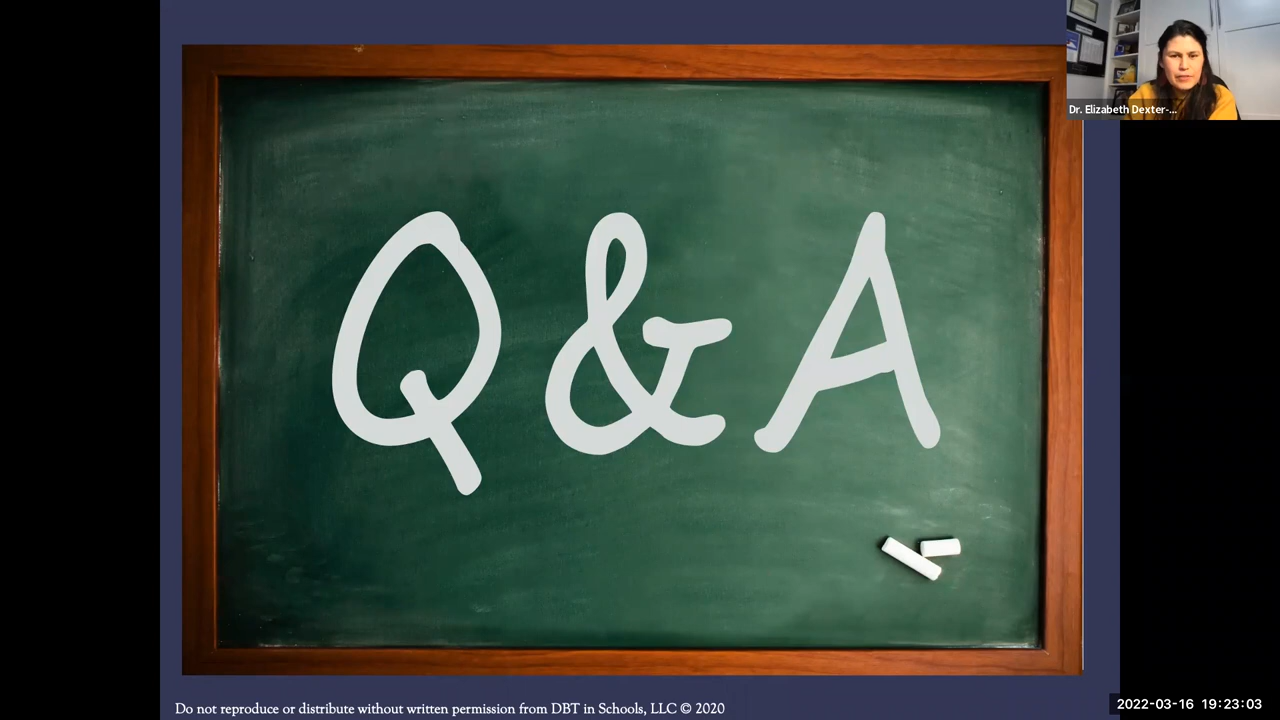 Dr. Elizabeth Dexter-...
Q & A
Do not reproduce or distribute without written permission from DBT in Schools, LLC © 2020
2022-03-16 19:23:03